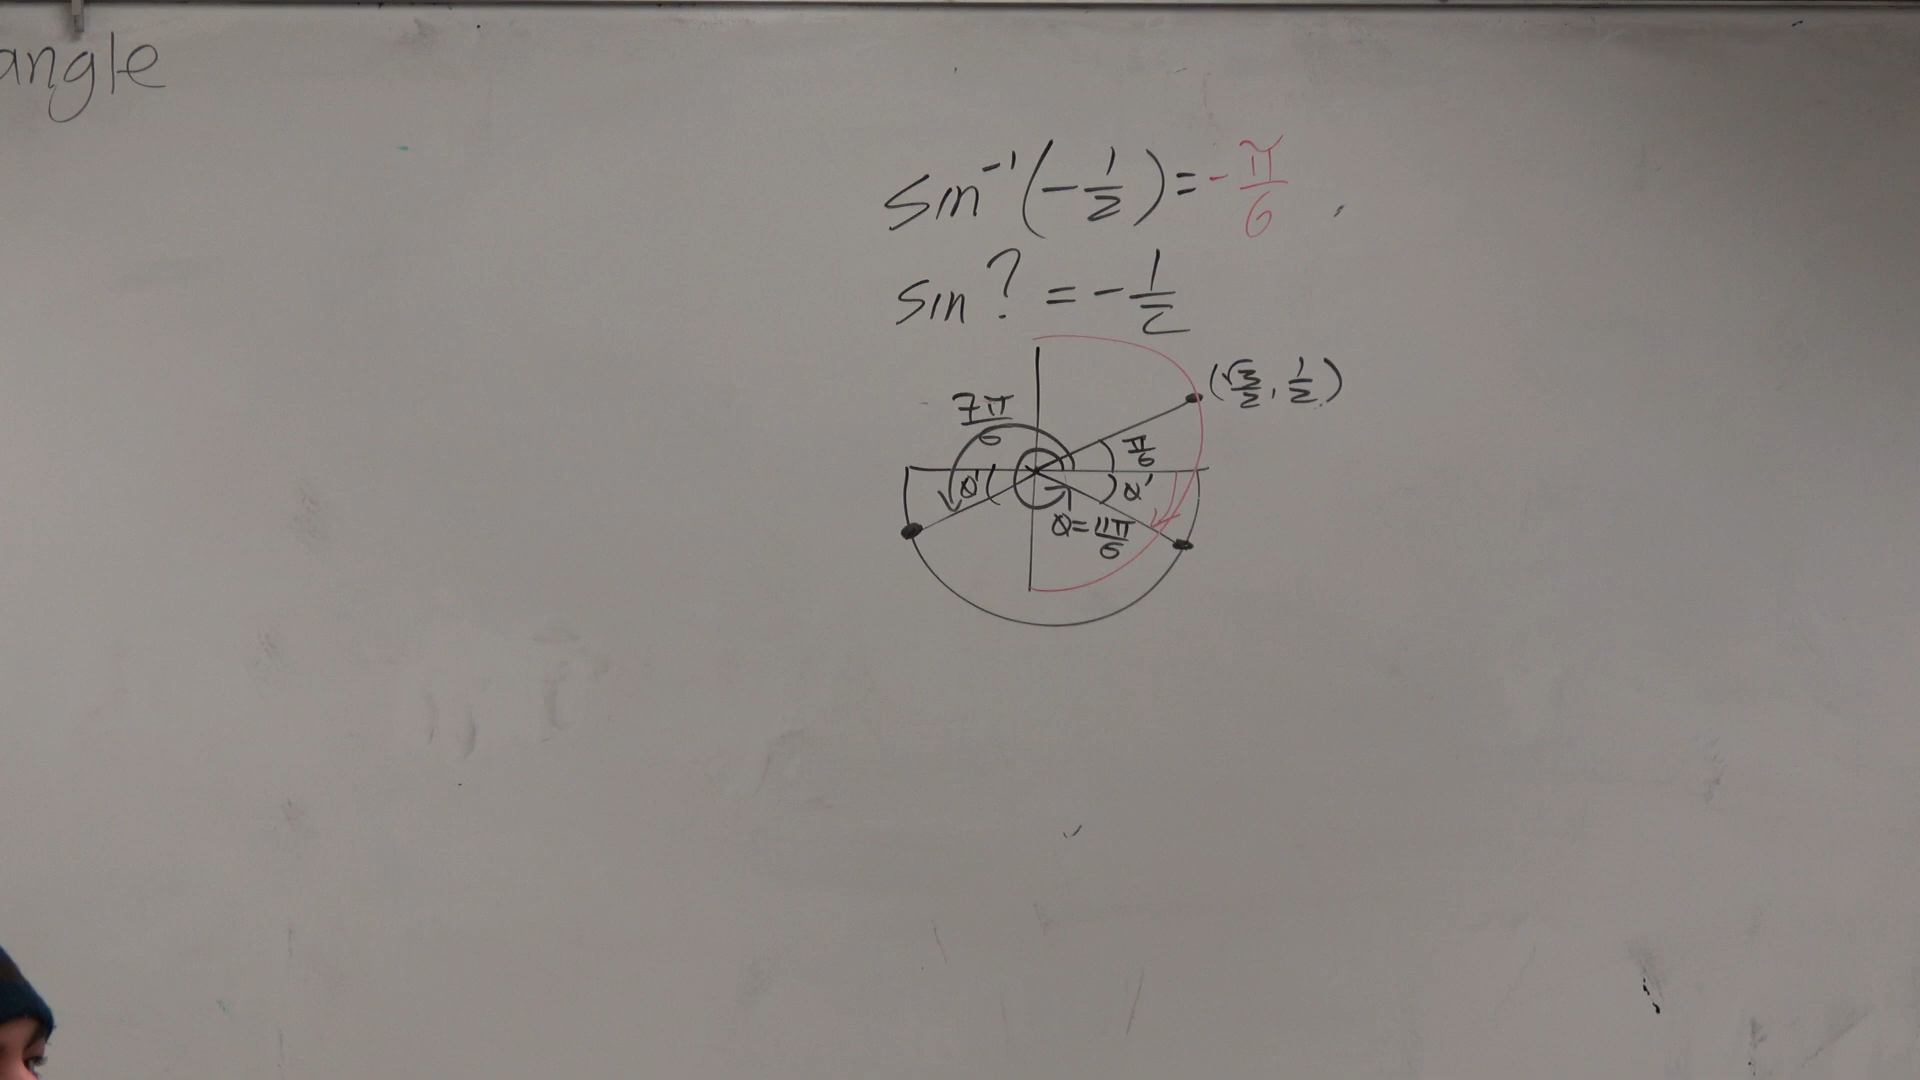 angle
sin⁻¹(-1/2) = -π/6
sin ? = -1/2
(√3/2, 1/2)
7π/6
π/6
θ'
θ'
θ = 11π/6